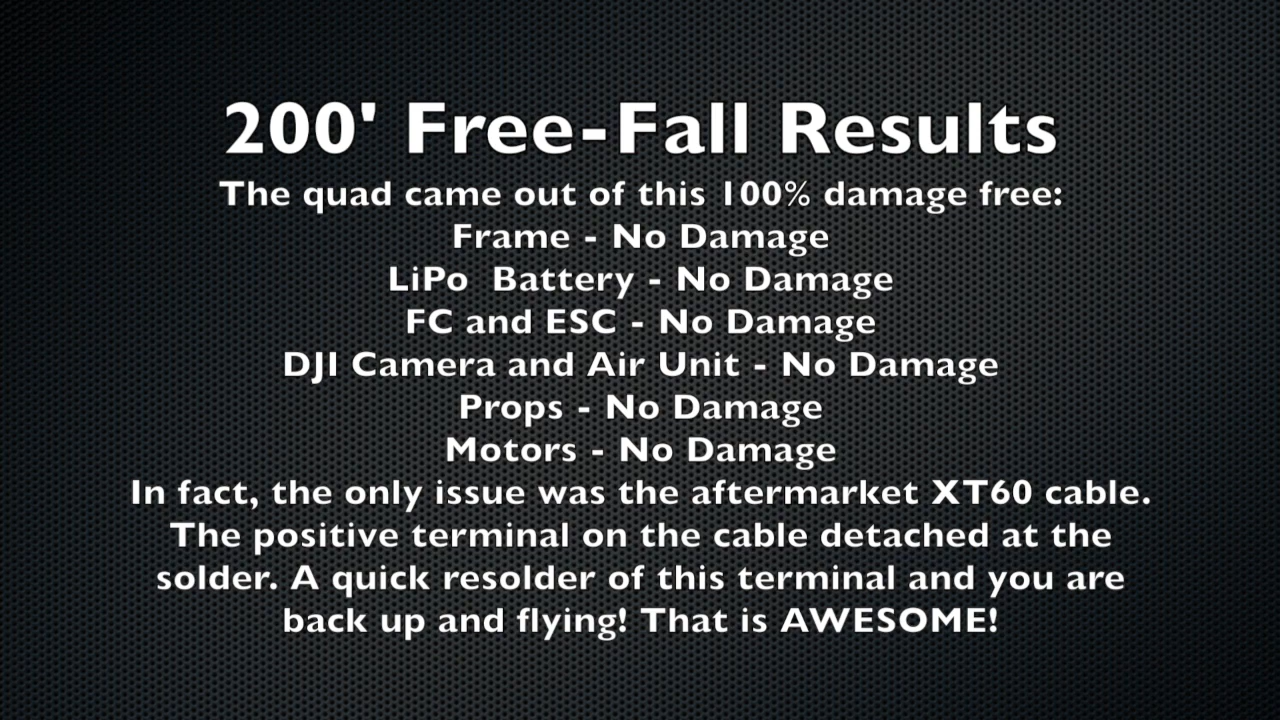 200' Free-Fall Results
The quad came out of this 100% damage free:
Frame - No Damage
LiPo  Battery - No Damage
FC and ESC - No Damage
DJI Camera and Air Unit - No Damage
Props - No Damage
Motors - No Damage
In fact, the only issue was the aftermarket XT60 cable.
The positive terminal on the cable detached at the
solder. A quick resolder of this terminal and you are
back up and flying! That is AWESOME!